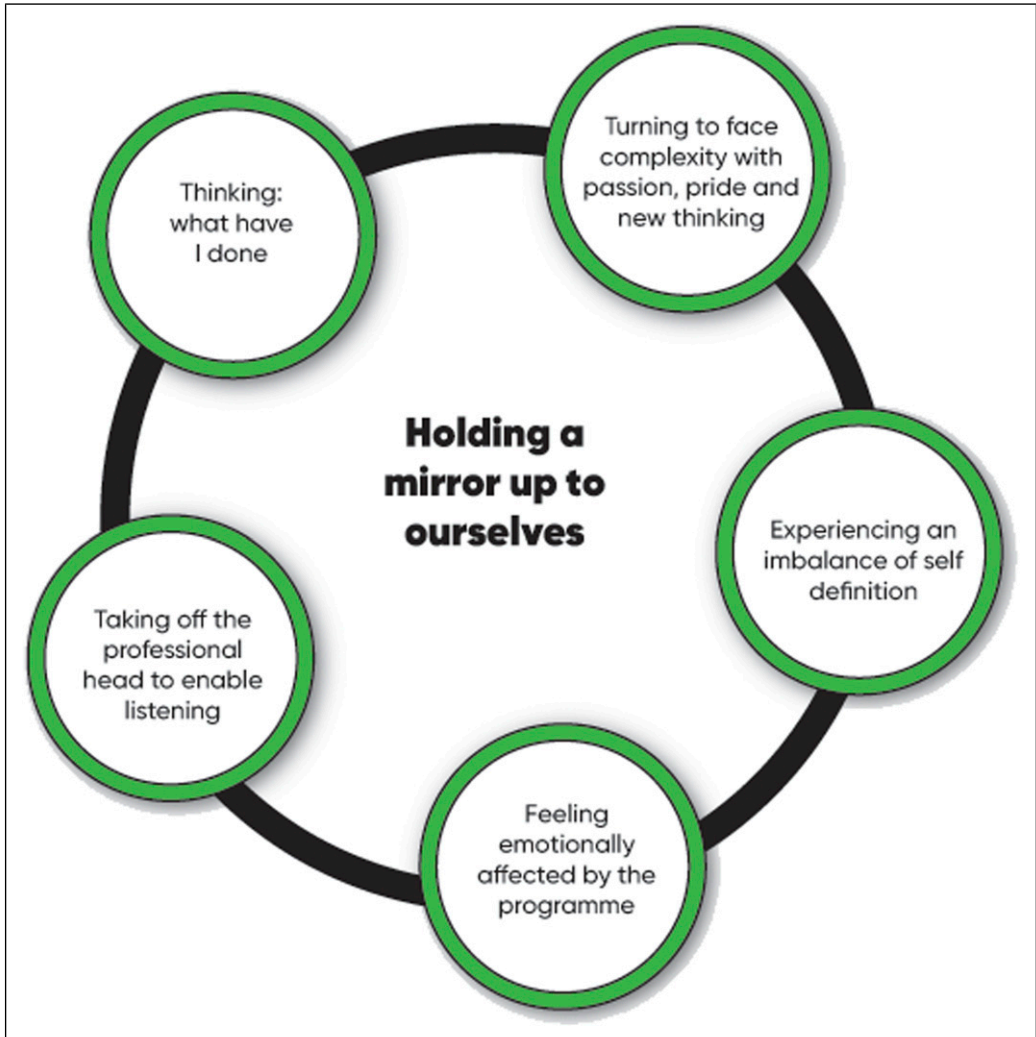 Turning to face
complexity with
passion, pride and
new thinking
Thinking:
what have
I done
Holding a
mirror up to
ourselves
Experiencing an
imbalance of self
definition
Taking off the
professional
head to enable
listening
Feeling
emotionally
affected by the
programme